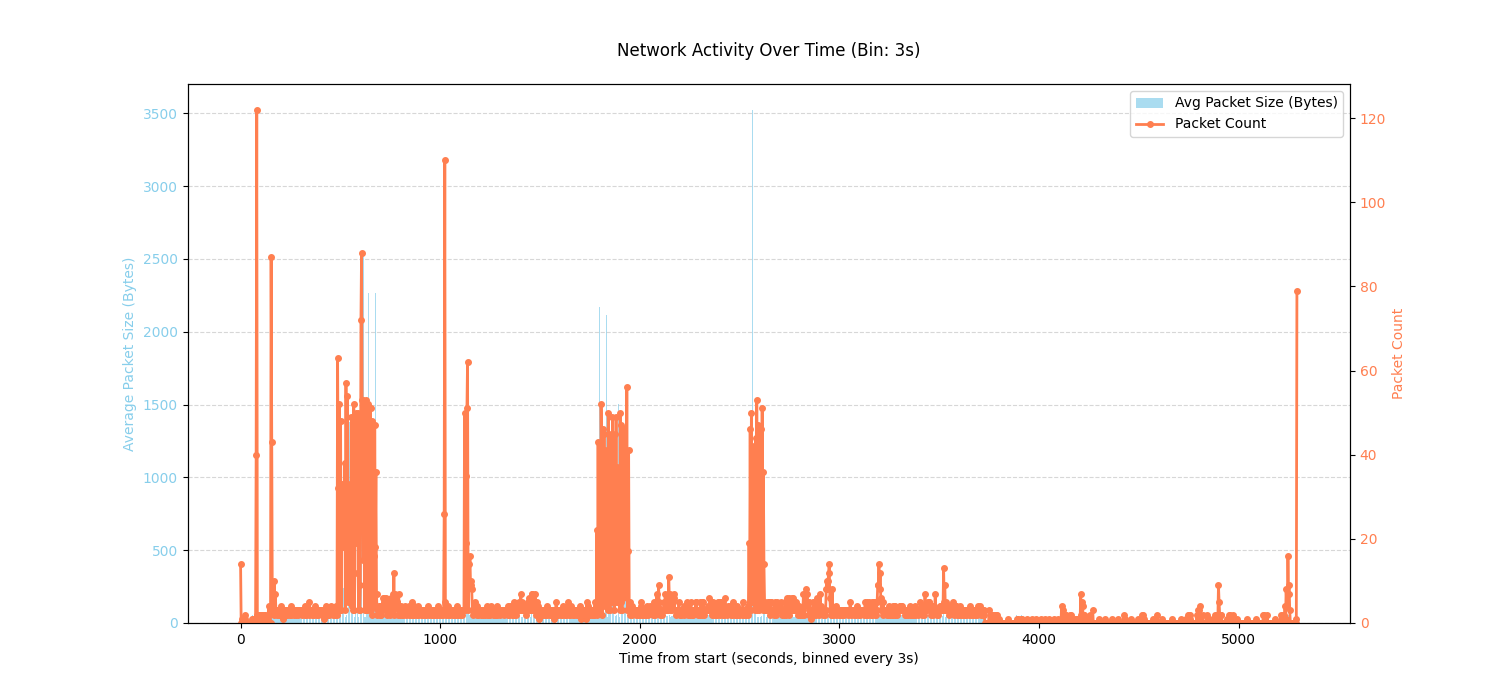 Network Activity Over Time (Bin: 3s)
Avg Packet Size (Bytes)
Packet Count
3500
3000
2500
2000
1500
1000
500
0
Average Packet Size (Bytes)
120
100
80
60
40
20
0
Packet Count
0 1000 2000 3000 4000 5000
Time from start (seconds, binned every 3s)